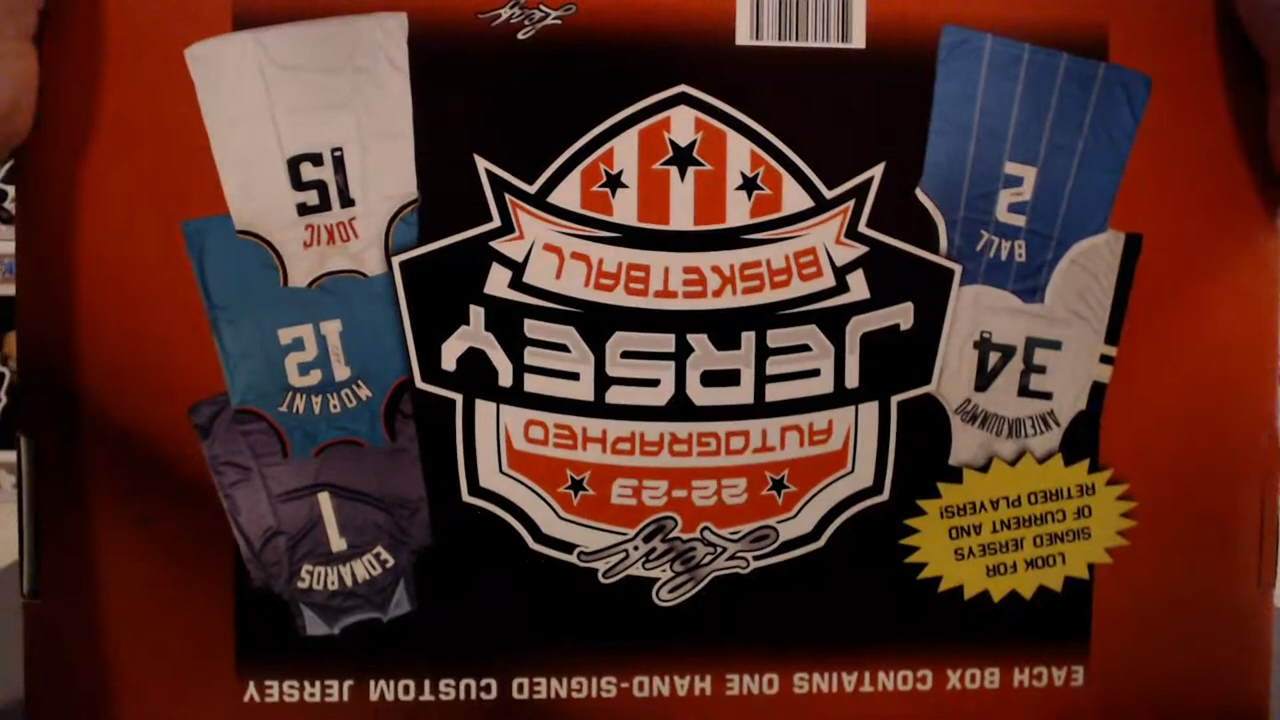 EACH BOX CONTAINS ONE HAND-SIGNED CUSTOM JERSEY
Leaf
22-23
AUTOGRAPHED
JERSEY
BASKETBALL
LOOK FOR
SIGNED JERSEYS
OF CURRENT AND
RETIRED PLAYERS!
ANTETOKOUNMPO
34
BALL
2
EDWARDS
1
MORANT
12
JOKIC
15
Leaf